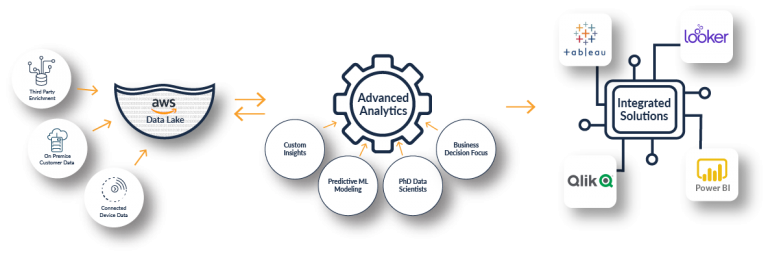 Third Party
Enrichment
On Premise
Customer Data
Connected
Device Data
aws
Data Lake
Advanced
Analytics
Custom
Insights
Predictive ML
Modeling
PhD Data
Scientists
Business
Decision Focus
+ableau
looker
Integrated
Solutions
Qlik
Power BI